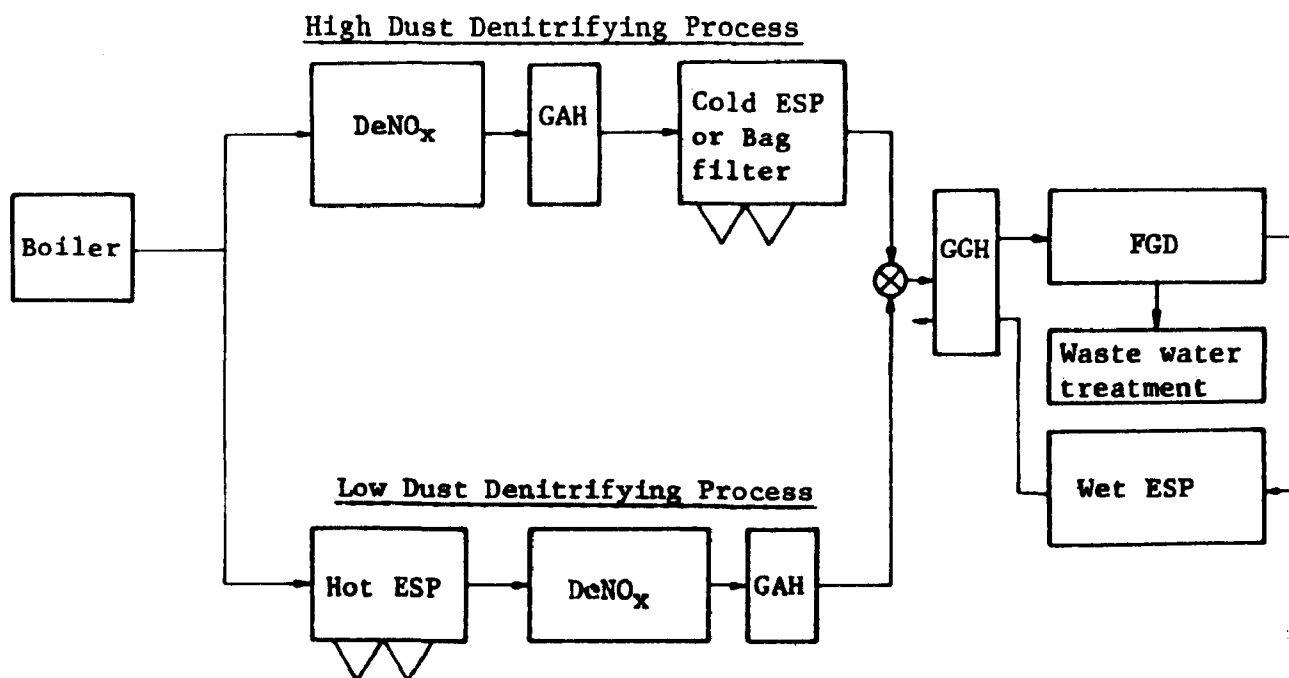 High Dust Denitrifying Process
DeNOx
GAH
Cold ESP
or Bag
filter
Boiler
GGH
FGD
Waste water
treatment
Low Dust Denitrifying Process
Wet ESP
Hot ESP
DeNOx
GAH